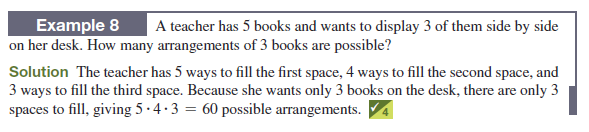 Example 8 A teacher has 5 books and wants to display 3 of them side by side
on her desk. How many arrangements of 3 books are possible?
Solution The teacher has 5 ways to fill the first space, 4 ways to fill the second space, and
3 ways to fill the third space. Because she wants only 3 books on the desk, there are only 3
spaces to fill, giving 5 · 4 · 3 = 60 possible arrangements. ✓4